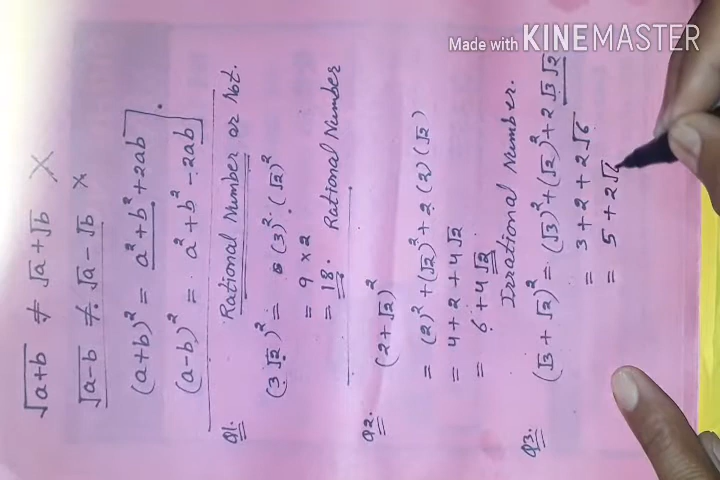 Made with KINEMASTER
√(a+b) ≠ √a + √b ×
√(a-b) ≠ √a - √b ×
(a+b)² = a² + b² + 2ab
(a-b)² = a² + b² - 2ab
Q1. Rational Number or Not.
(3√2)² = (3)² · (√2)²
= 9 × 2
= 18. Rational Number
Q2. (2+√2)²
= (2)² + (√2)² + 2(2)(√2)
= 4 + 2 + 4√2
= 6 + 4√2
Irrational Number.
Q3. (√3 + √2)² = (√3)² + (√2)² + 2√3√2
= 3 + 2 + 2√6
= 5 + 2√6